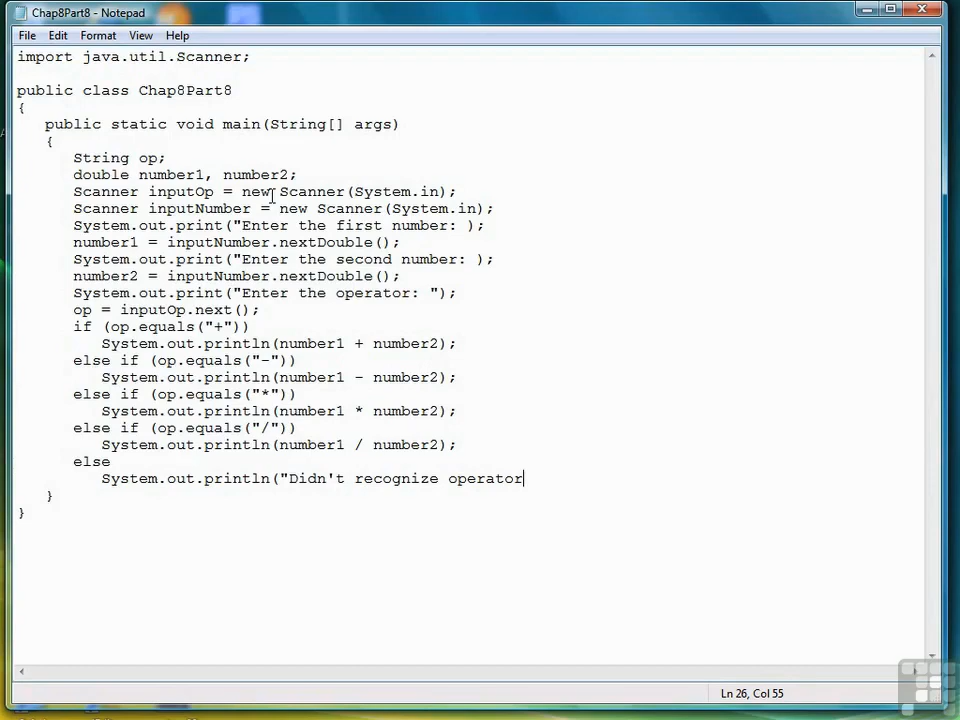 Chap8Part8 - Notepad
File Edit Format View Help
import java.util.Scanner;
public class Chap8Part8
{
public static void main(String[] args)
{
String op;
double number1, number2;
Scanner inputOp = new Scanner(System.in);
Scanner inputNumber = new Scanner(System.in);
System.out.print("Enter the first number: );
number1 = inputNumber.nextDouble();
System.out.print("Enter the second number: );
number2 = inputNumber.nextDouble();
System.out.print("Enter the operator: ");
op = inputOp.next();
if (op.equals("+"))
System.out.println(number1 + number2);
else if (op.equals("-"))
System.out.println(number1 - number2);
else if (op.equals("*"))
System.out.println(number1 * number2);
else if (op.equals("/"))
System.out.println(number1 / number2);
else
System.out.println("Didn't recognize operator
}
}
Ln 26, Col 55